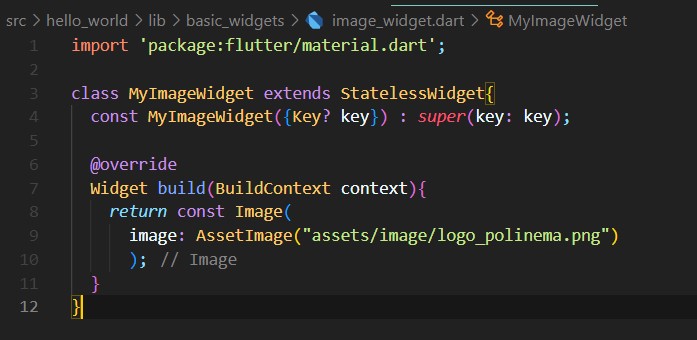 src > hello_world > lib > basic_widgets > image_widget.dart > MyImageWidget
1 import 'package:flutter/material.dart';
2
3 class MyImageWidget extends StatelessWidget{
4   const MyImageWidget({Key? key}) : super(key: key);
5
6   @override
7   Widget build(BuildContext context){
8     return const Image(
9       image: AssetImage("assets/image/logo_polinema.png")
10       ); // Image
11   }
12 }